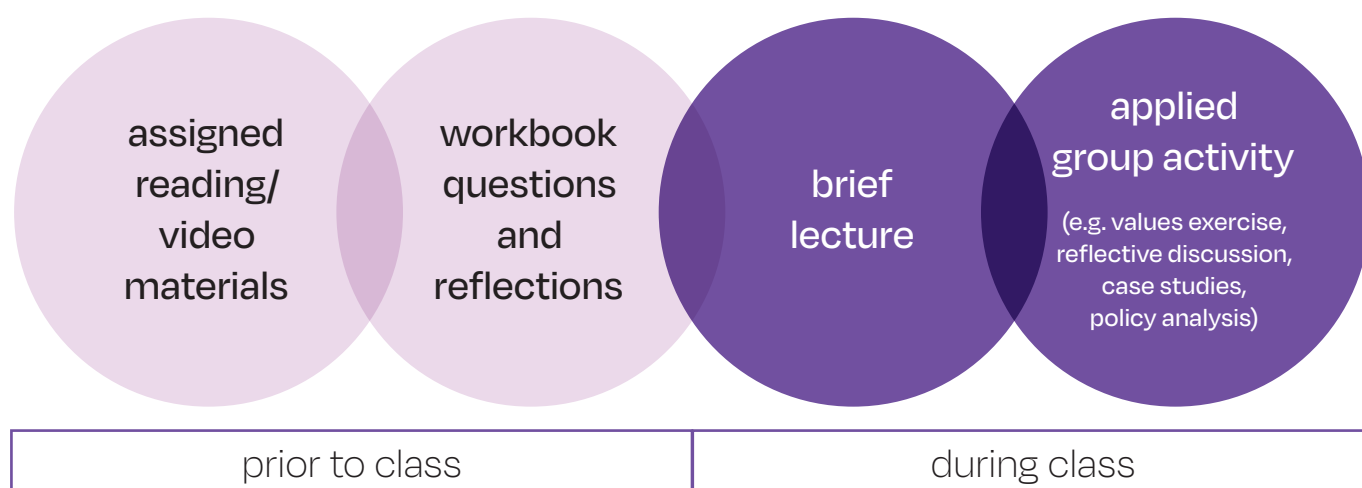 assigned
reading/
video
materials
workbook
questions
and
reflections
brief
lecture
applied
group activity
(e.g. values exercise,
reflective discussion,
case studies,
policy analysis)
prior to class
during class